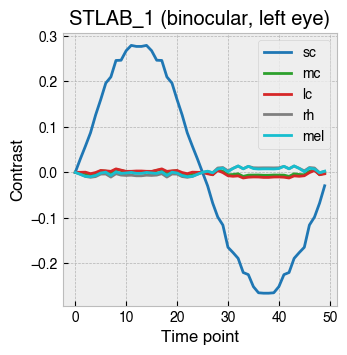 STLAB_1 (binocular, left eye)
0.3
0.2
0.1
0.0
−0.1
−0.2
Contrast
sc
mc
lc
rh
mel
0 10 20 30 40 50
Time point